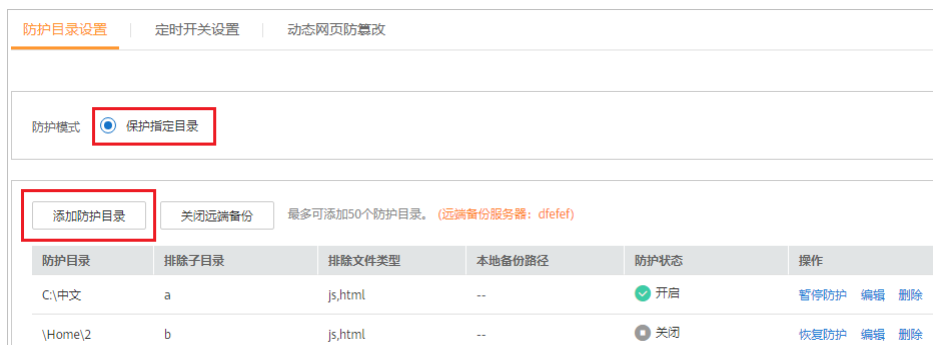 防护目录设置 定时开关设置 动态网页防篡改
防护模式 保护指定目录
添加防护目录 关闭远端备份 最多可添加50个防护目录。 (远端备份服务器：dfefef)
防护目录 排除子目录 排除文件类型 本地备份路径 防护状态 操作
C:\中文 a js,html -- 开启 暂停防护 编辑 删除
\Home\2 b js,html -- 关闭 恢复防护 编辑 删除